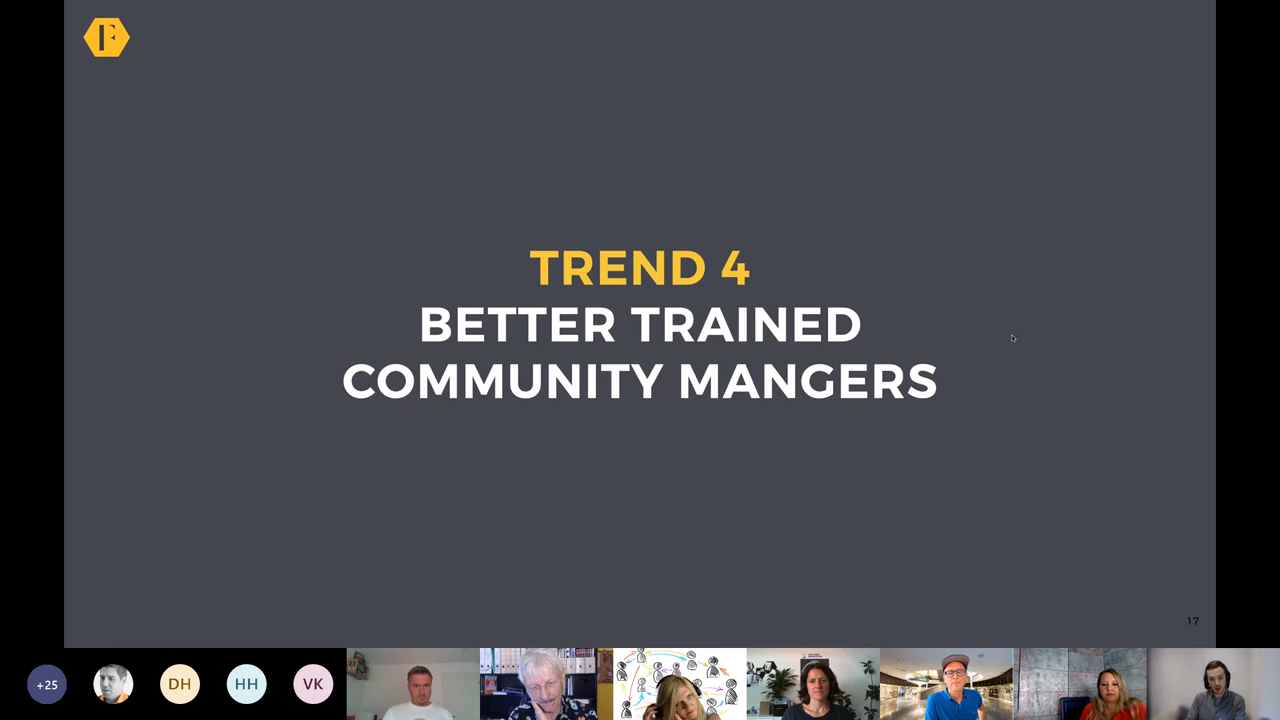 F
TREND 4
BETTER TRAINED
COMMUNITY MANGERS
17
+25
DH
HH
VK